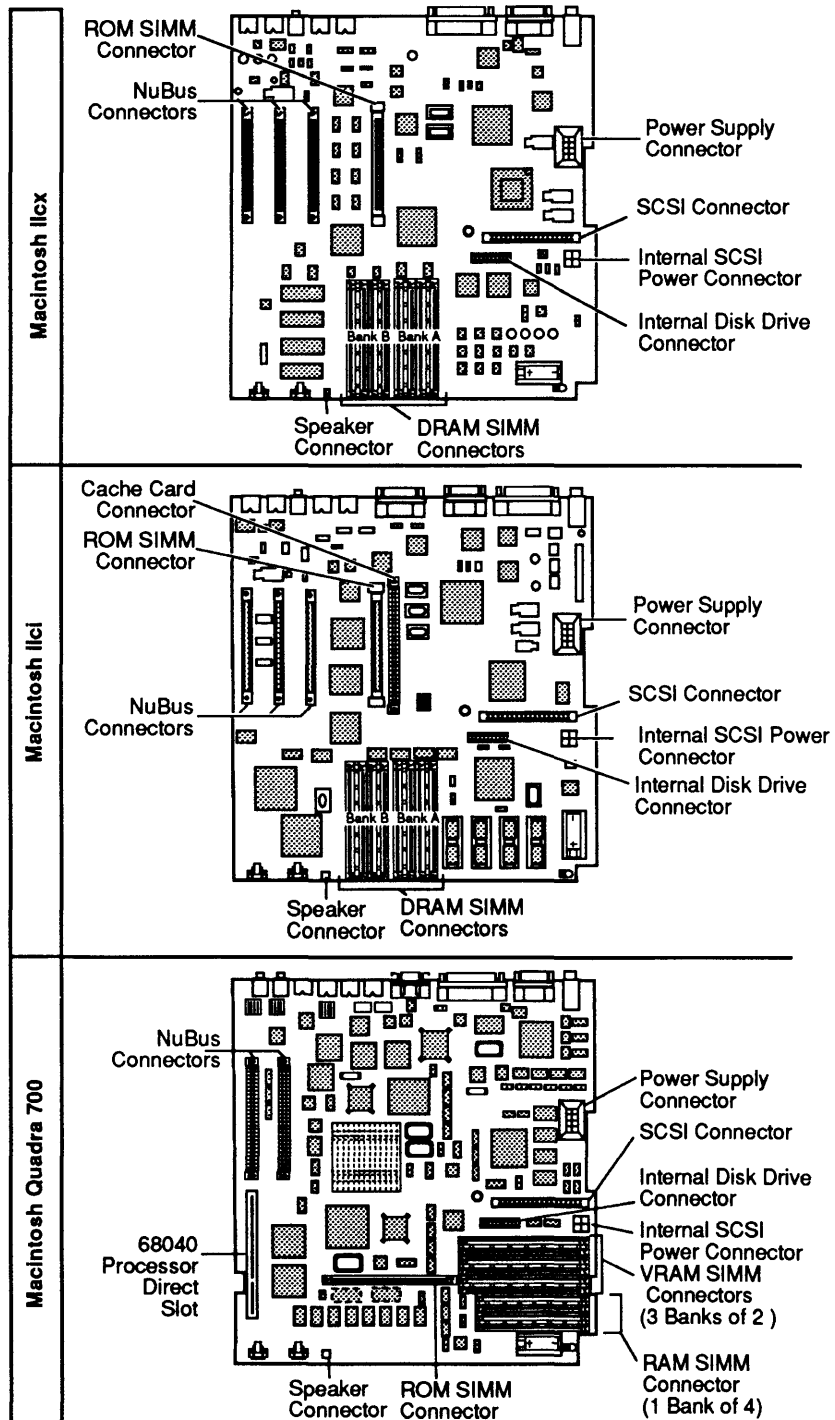 Macintosh IIcx
ROM SIMM
Connector
NuBus
Connectors
Power Supply
Connector
SCSI Connector
Internal SCSI
Power Connector
Internal Disk Drive
Connector
Bank B Bank A
Speaker
Connector
DRAM SIMM
Connectors
Macintosh IIci
Cache Card
Connector
ROM SIMM
Connector
NuBus
Connectors
Power Supply
Connector
SCSI Connector
Internal SCSI Power
Connector
Internal Disk Drive
Connector
Bank B Bank A
Speaker
Connector
DRAM SIMM
Connectors
Macintosh Quadra 700
NuBus
Connectors
68040
Processor
Direct
Slot
Power Supply
Connector
SCSI Connector
Internal Disk Drive
Connector
Internal SCSI
Power Connector
VRAM SIMM
Connectors
(3 Banks of 2 )
RAM SIMM
Connector
(1 Bank of 4)
Speaker
Connector
ROM SIMM
Connector